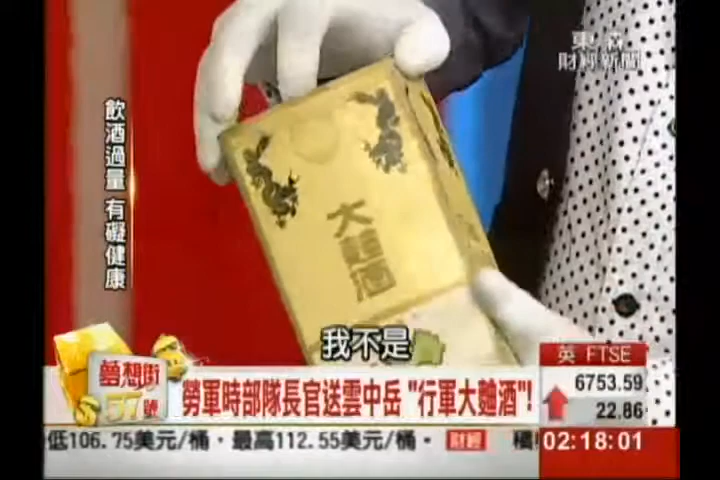 東森
財經新聞
飲酒過量 有礙健康
大麯酒
我不是
夢想街
57號
勞軍時部隊長官送雲中岳 "行軍大麯酒"!
英 FTSE
6753.59
22.86
低106.75美元/桶，最高112.55美元/桶。 財經
02:18:01